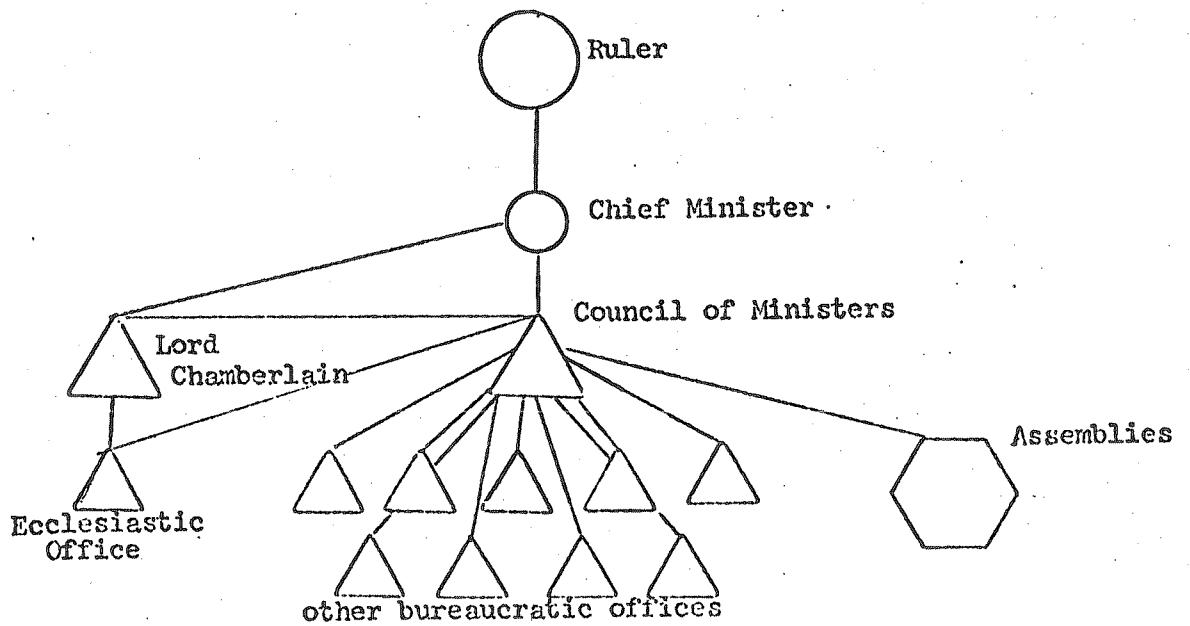 Ruler
Chief Minister
Council of Ministers
Lord
Chamberlain
Assemblies
Ecclesiastic
Office
other bureaucratic offices